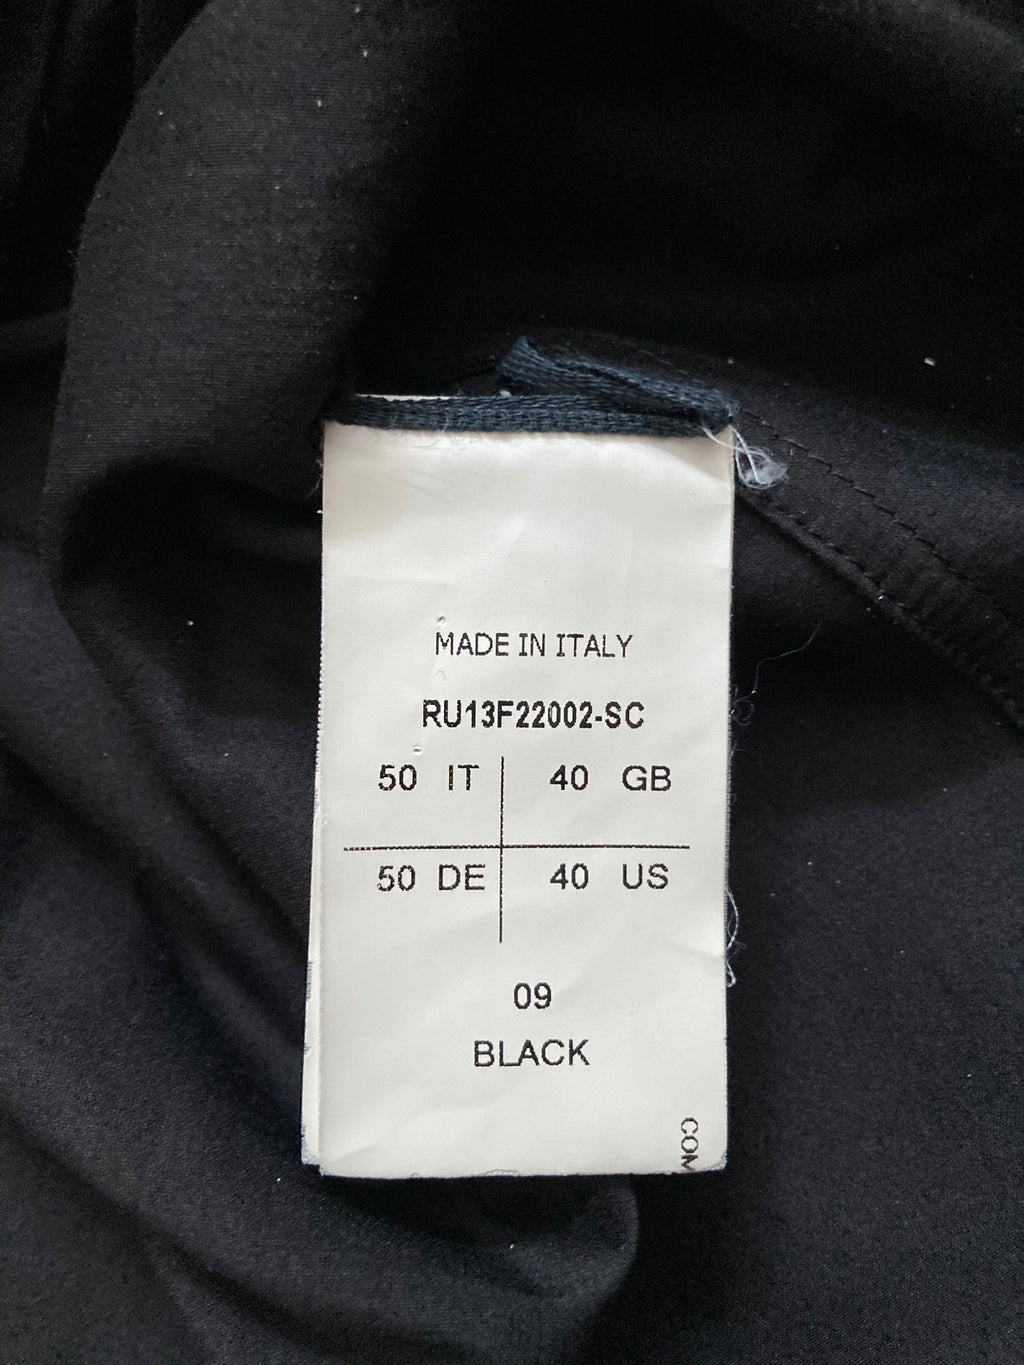 MADE IN ITALY
RU13F22002-SC
50 IT 40 GB
50 DE 40 US
09
BLACK
COM